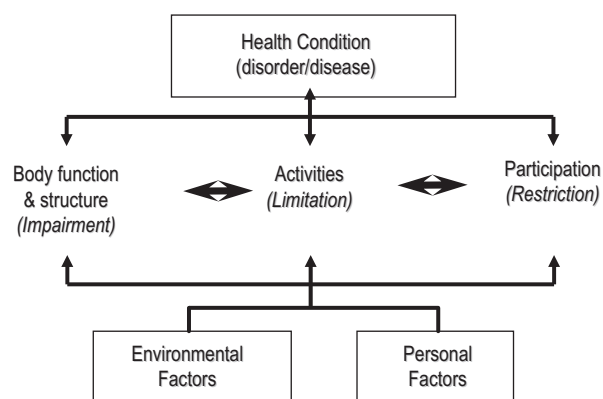 Health Condition
(disorder/disease)
Body function
& structure
(Impairment)
Activities
(Limitation)
Participation
(Restriction)
Environmental
Factors
Personal
Factors